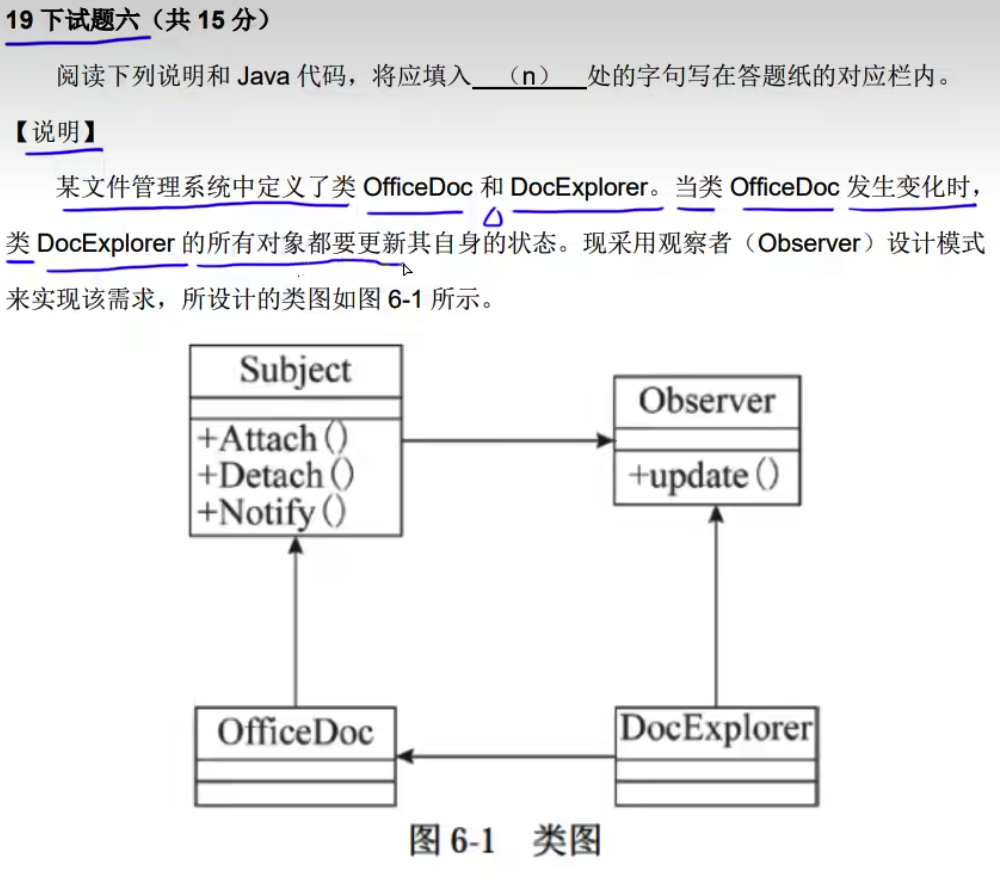 19 下试题六（共 15 分）
阅读下列说明和 Java 代码，将应填入 （n） 处的字句写在答题纸的对应栏内。
【说明】
某文件管理系统中定义了类 OfficeDoc 和 DocExplorer。当类 OfficeDoc 发生变化时，
类 DocExplorer 的所有对象都要更新其自身的状态。现采用观察者（Observer）设计模式
来实现该需求，所设计的类图如图 6-1 所示。
Subject
+Attach()
+Detach()
+Notify()
Observer
+update()
OfficeDoc
DocExplorer
图 6-1 类图